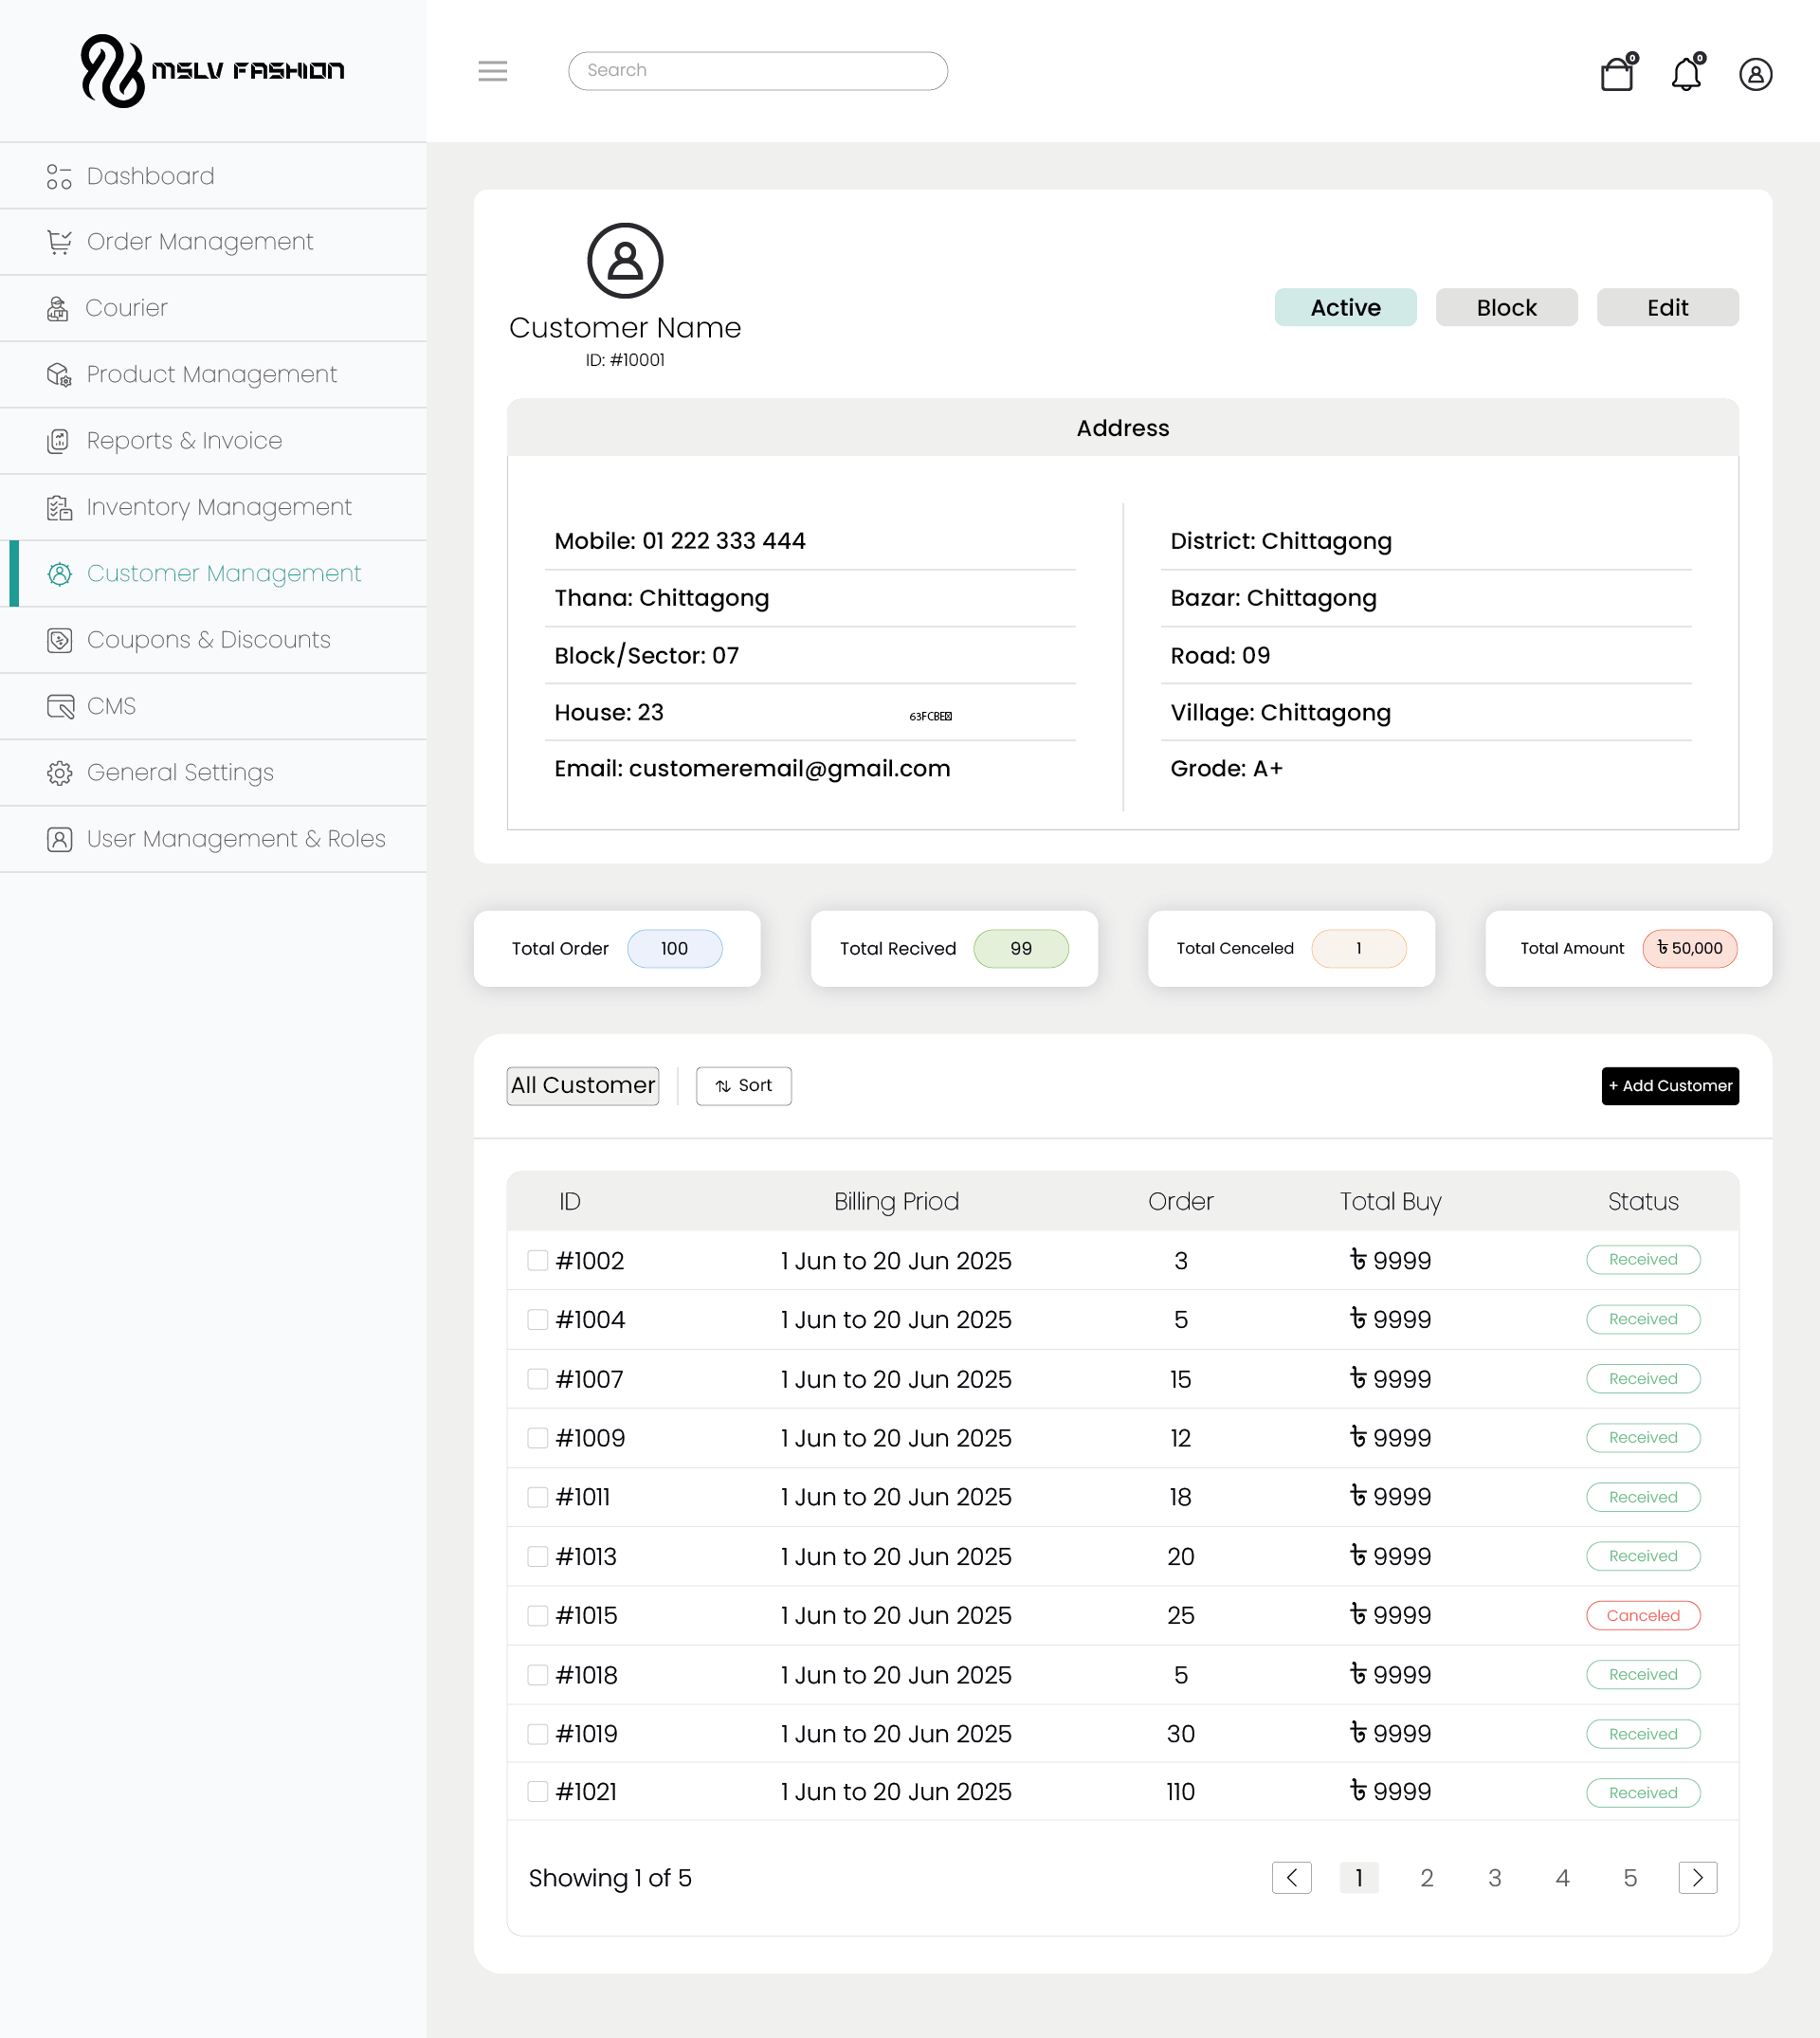 MSLV FASHION
Search
0
0
Dashboard
Order Management
Courier
Product Management
Reports & Invoice
Inventory Management
Customer Management
Coupons & Discounts
CMS
General Settings
User Management & Roles
Customer Name
ID: #10001
Active
Block
Edit
Address
Mobile: 01 222 333 444
District: Chittagong
Thana: Chittagong
Bazar: Chittagong
Block/Sector: 07
Road: 09
House: 23
63FCBE
Village: Chittagong
Email: customeremail@gmail.com
Grode: A+
Total Order 100
Total Recived 99
Total Cenceled 1
Total Amount ৳ 50,000
All Customer
Sort
+ Add Customer
ID Billing Priod Order Total Buy Status
#1002 1 Jun to 20 Jun 2025 3 ৳ 9999 Received
#1004 1 Jun to 20 Jun 2025 5 ৳ 9999 Received
#1007 1 Jun to 20 Jun 2025 15 ৳ 9999 Received
#1009 1 Jun to 20 Jun 2025 12 ৳ 9999 Received
#1011 1 Jun to 20 Jun 2025 18 ৳ 9999 Received
#1013 1 Jun to 20 Jun 2025 20 ৳ 9999 Received
#1015 1 Jun to 20 Jun 2025 25 ৳ 9999 Canceled
#1018 1 Jun to 20 Jun 2025 5 ৳ 9999 Received
#1019 1 Jun to 20 Jun 2025 30 ৳ 9999 Received
#1021 1 Jun to 20 Jun 2025 110 ৳ 9999 Received
Showing 1 of 5
1 2 3 4 5